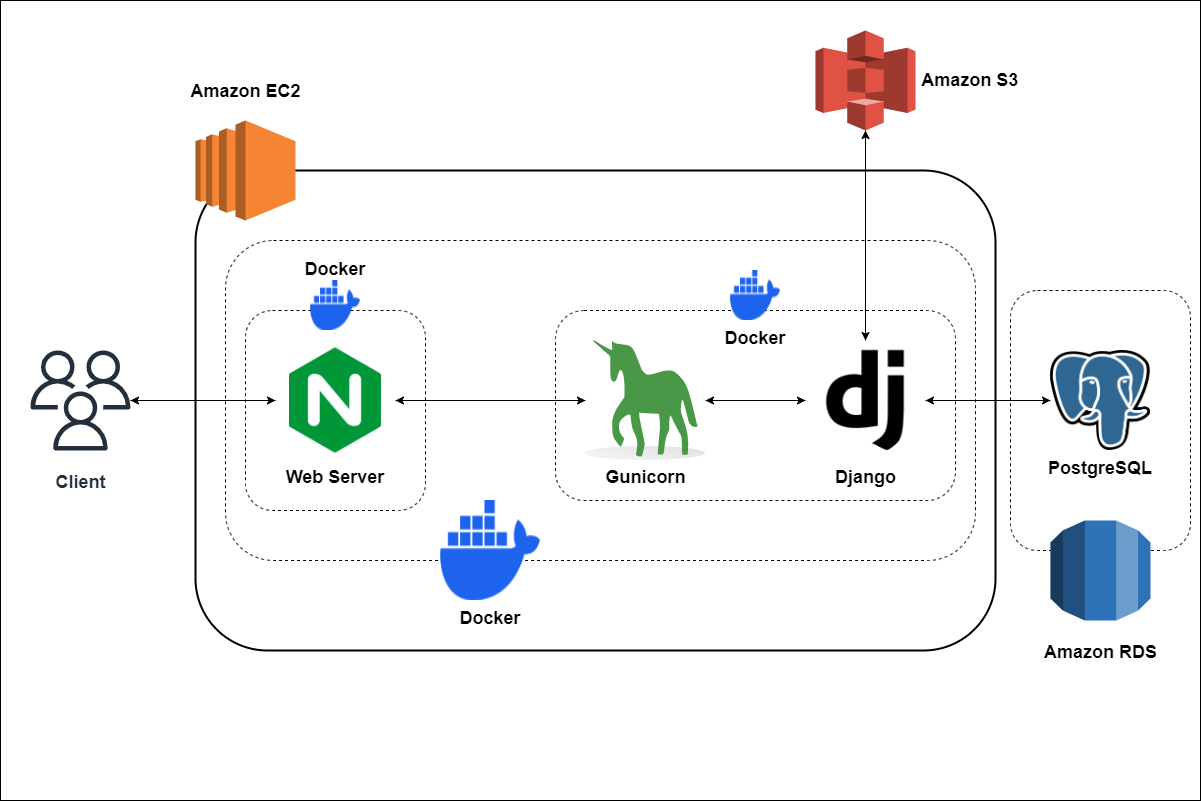 Amazon S3
Amazon EC2
Docker
Docker
Client
Web Server
Gunicorn
Django
PostgreSQL
Docker
Amazon RDS
N
dj